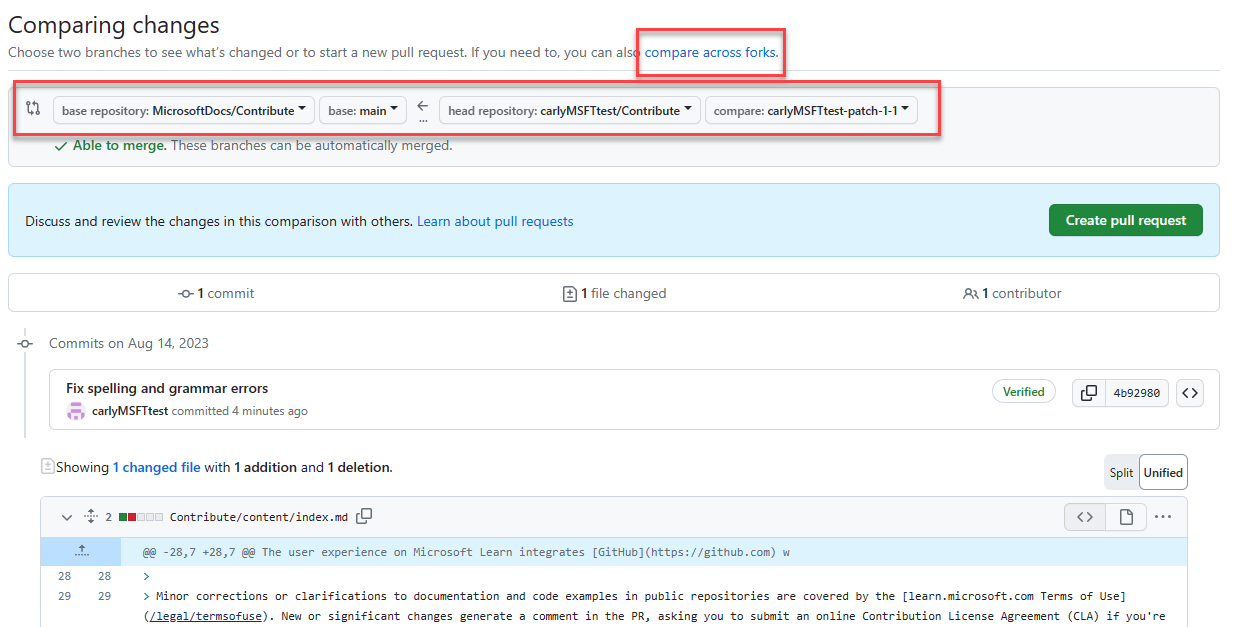 Comparing changes
Choose two branches to see what's changed or to start a new pull request. If you need to, you can also compare across forks.
base repository: MicrosoftDocs/Contribute base: main ← ... head repository: carlyMSFTtest/Contribute compare: carlyMSFTtest-patch-1-1
Able to merge. These branches can be automatically merged.
Discuss and review the changes in this comparison with others. Learn about pull requests Create pull request
1 commit 1 file changed 1 contributor
Commits on Aug 14, 2023
Fix spelling and grammar errors Verified 4b92980 <>
carlyMSFTtest committed 4 minutes ago
Showing 1 changed file with 1 addition and 1 deletion.
Split Unified
2 Contribute/content/index.md <> ...
@@ -28,7 +28,7 @@ The user experience on Microsoft Learn integrates [GitHub](https://github.com) w
28 28 >
29 29 > Minor corrections or clarifications to documentation and code examples in public repositories are covered by the [learn.microsoft.com Terms of Use]
(/legal/termsofuse). New or significant changes generate a comment in the PR, asking you to submit an online Contribution License Agreement (CLA) if you're